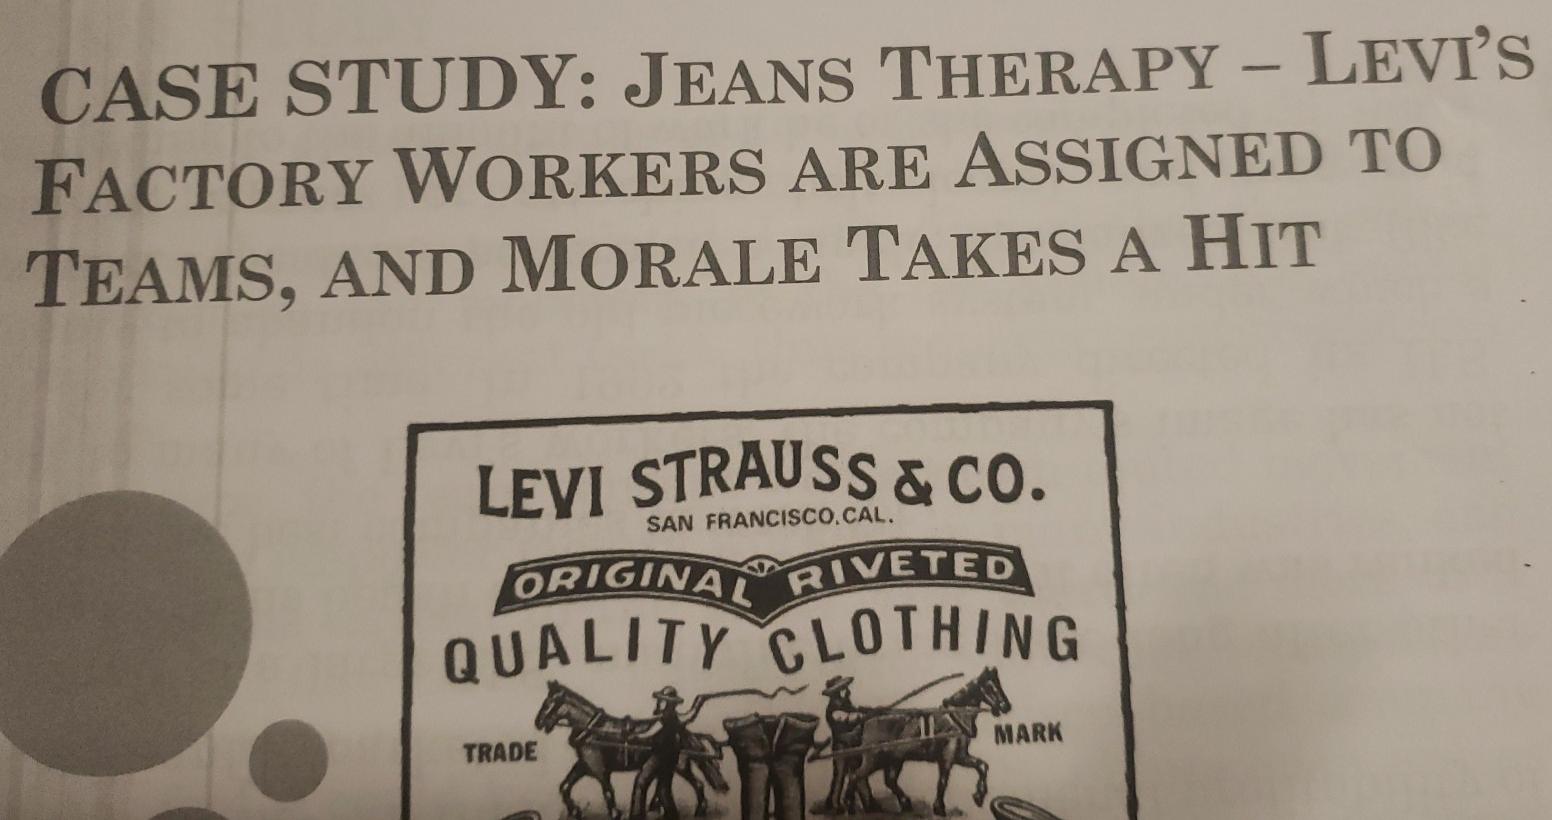 CASE STUDY: JEANS THERAPY – LEVI'S
FACTORY WORKERS ARE ASSIGNED TO
TEAMS, AND MORALE TAKES A HIT
LEVI STRAUSS & CO.
SAN FRANCISCO. CAL.
ORIGINAL RIVETED
QUALITY CLOTHING
TRADE MARK